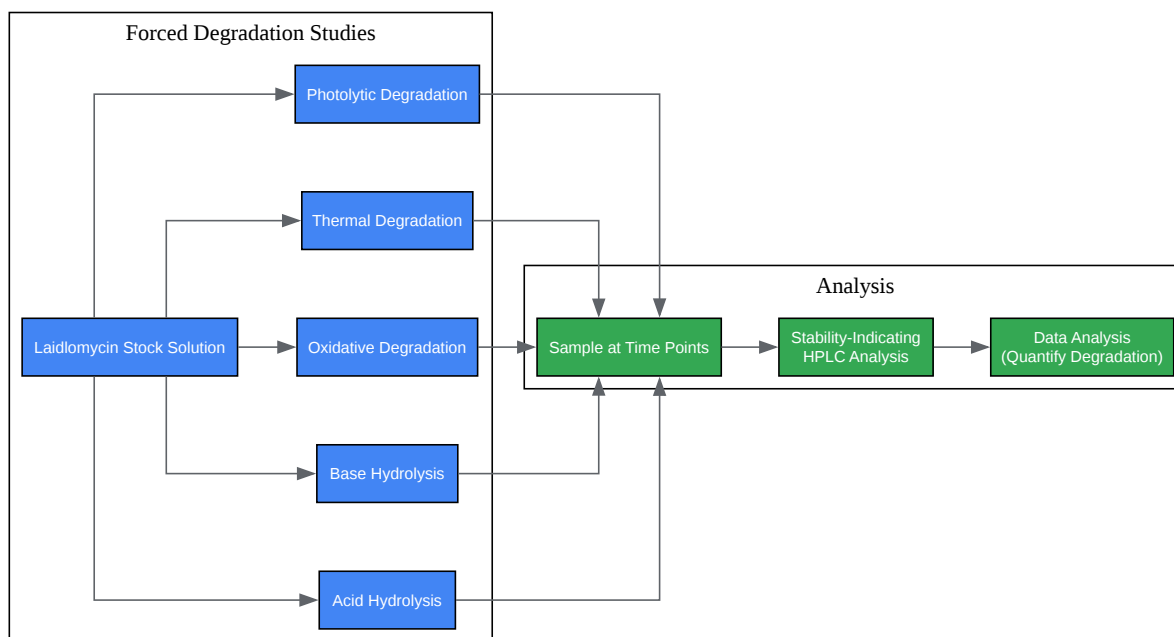 Forced Degradation Studies
Photolytic Degradation
Thermal Degradation
Analysis
Laidlomycin Stock Solution
Oxidative Degradation
Sample at Time Points
Stability-Indicating
HPLC Analysis
Data Analysis
(Quantify Degradation)
Base Hydrolysis
Acid Hydrolysis